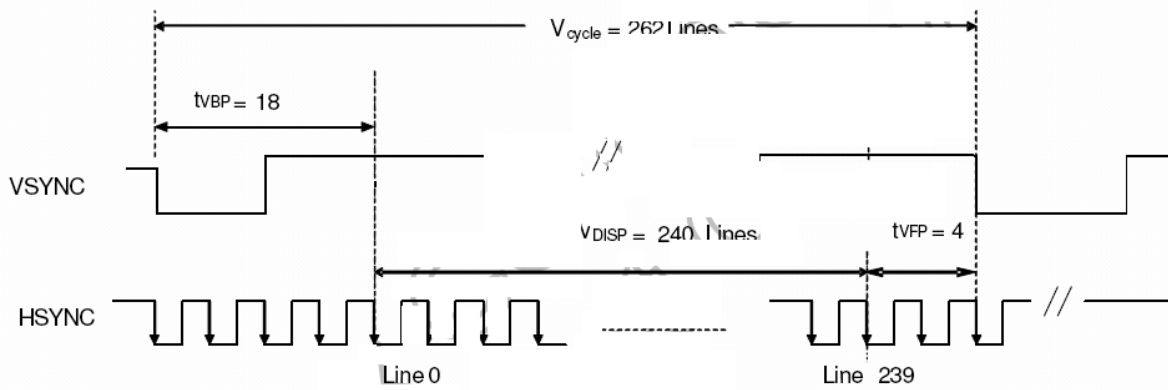 Vcycle = 262 Lines
tVBP = 18
VSYNC
VDISP = 240 Lines
tVFP = 4
HSYNC
Line 0
Line 239